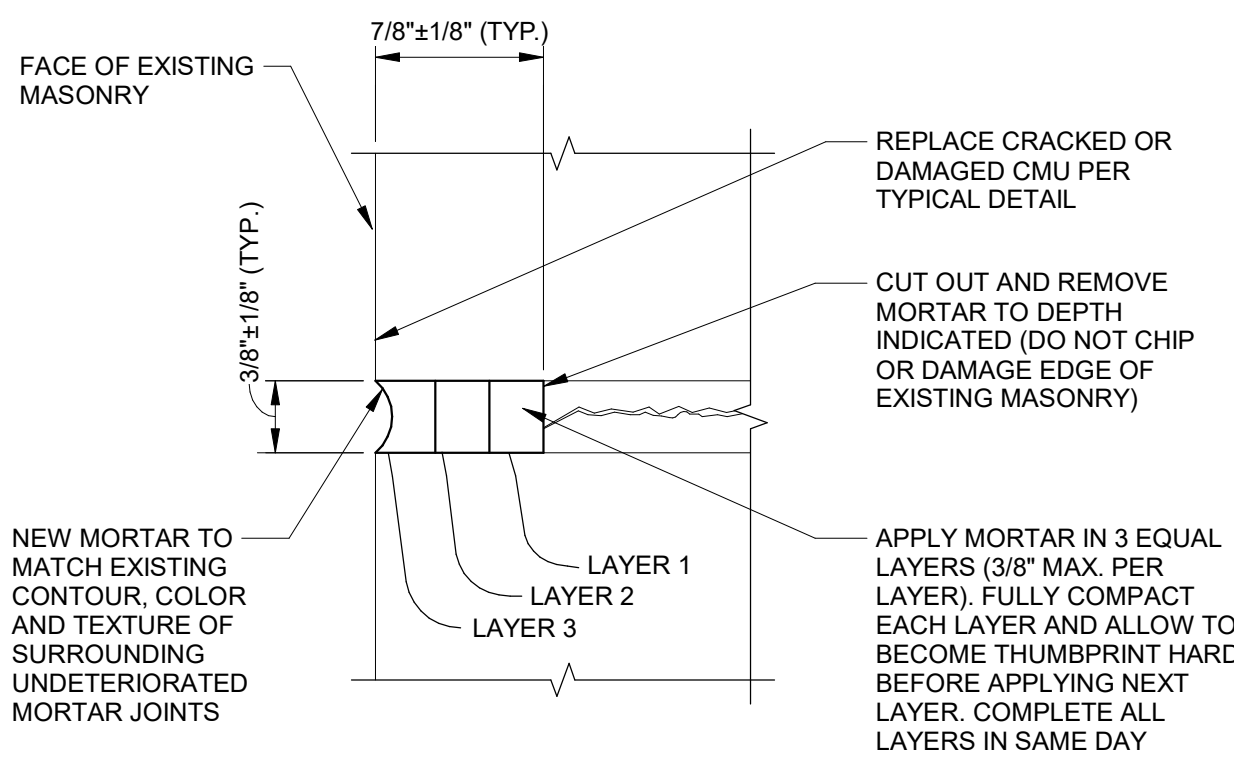 7/8"±1/8" (TYP.)
FACE OF EXISTING
MASONRY
REPLACE CRACKED OR
DAMAGED CMU PER
TYPICAL DETAIL
3/8"±1/8" (TYP.)
CUT OUT AND REMOVE
MORTAR TO DEPTH
INDICATED (DO NOT CHIP
OR DAMAGE EDGE OF
EXISTING MASONRY)
NEW MORTAR TO
MATCH EXISTING
CONTOUR, COLOR
AND TEXTURE OF
SURROUNDING
UNDETERIORATED
MORTAR JOINTS
LAYER 1
LAYER 2
LAYER 3
APPLY MORTAR IN 3 EQUAL
LAYERS (3/8" MAX. PER
LAYER). FULLY COMPACT
EACH LAYER AND ALLOW TO
BECOME THUMBPRINT HARD
BEFORE APPLYING NEXT
LAYER. COMPLETE ALL
LAYERS IN SAME DAY